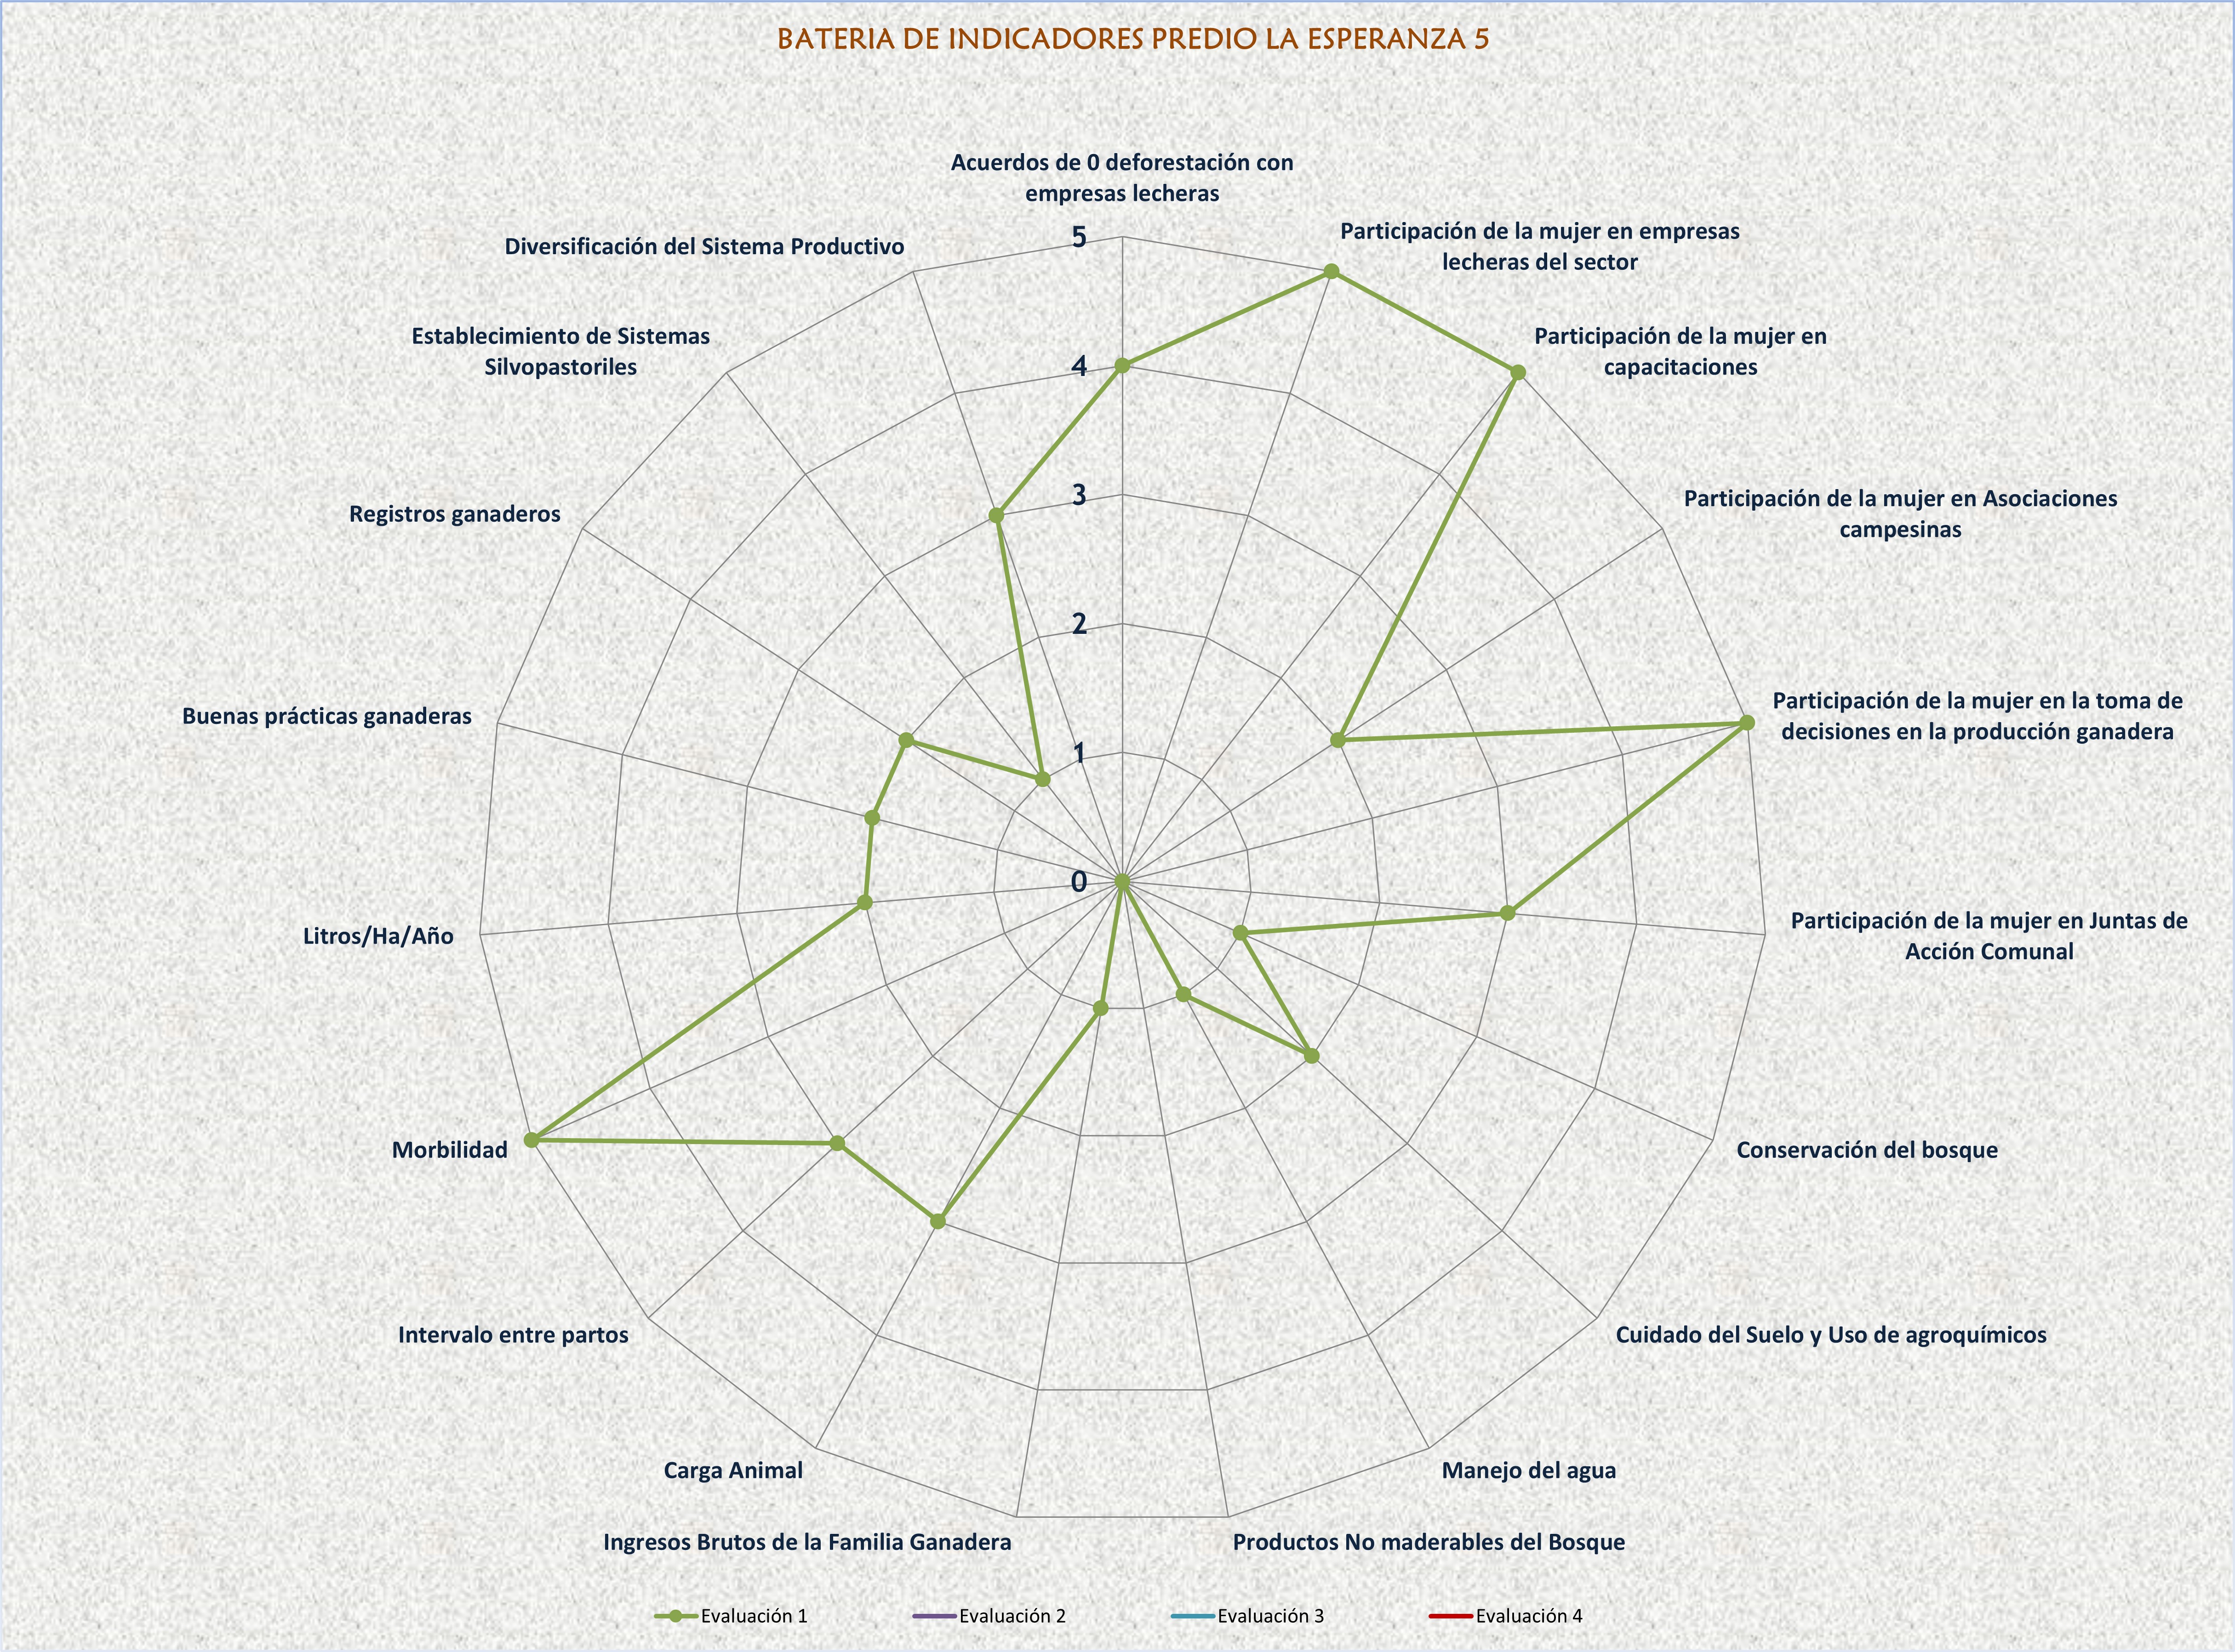 BATERIA DE INDICADORES PREDIO LA ESPERANZA 5
Acuerdos de 0 deforestación con
empresas lecheras
Participación de la mujer en empresas
lecheras del sector
Participación de la mujer en
capacitaciones
Participación de la mujer en Asociaciones
campesinas
Participación de la mujer en la toma de
decisiones en la producción ganadera
Participación de la mujer en Juntas de
Acción Comunal
Conservación del bosque
Cuidado del Suelo y Uso de agroquímicos
Manejo del agua
Productos No maderables del Bosque
Ingresos Brutos de la Familia Ganadera
Carga Animal
Intervalo entre partos
Morbilidad
Litros/Ha/Año
Buenas prácticas ganaderas
Registros ganaderos
Establecimiento de Sistemas
Silvopastoriles
Diversificación del Sistema Productivo
5
4
3
2
1
0
Evaluación 1
Evaluación 2
Evaluación 3
Evaluación 4